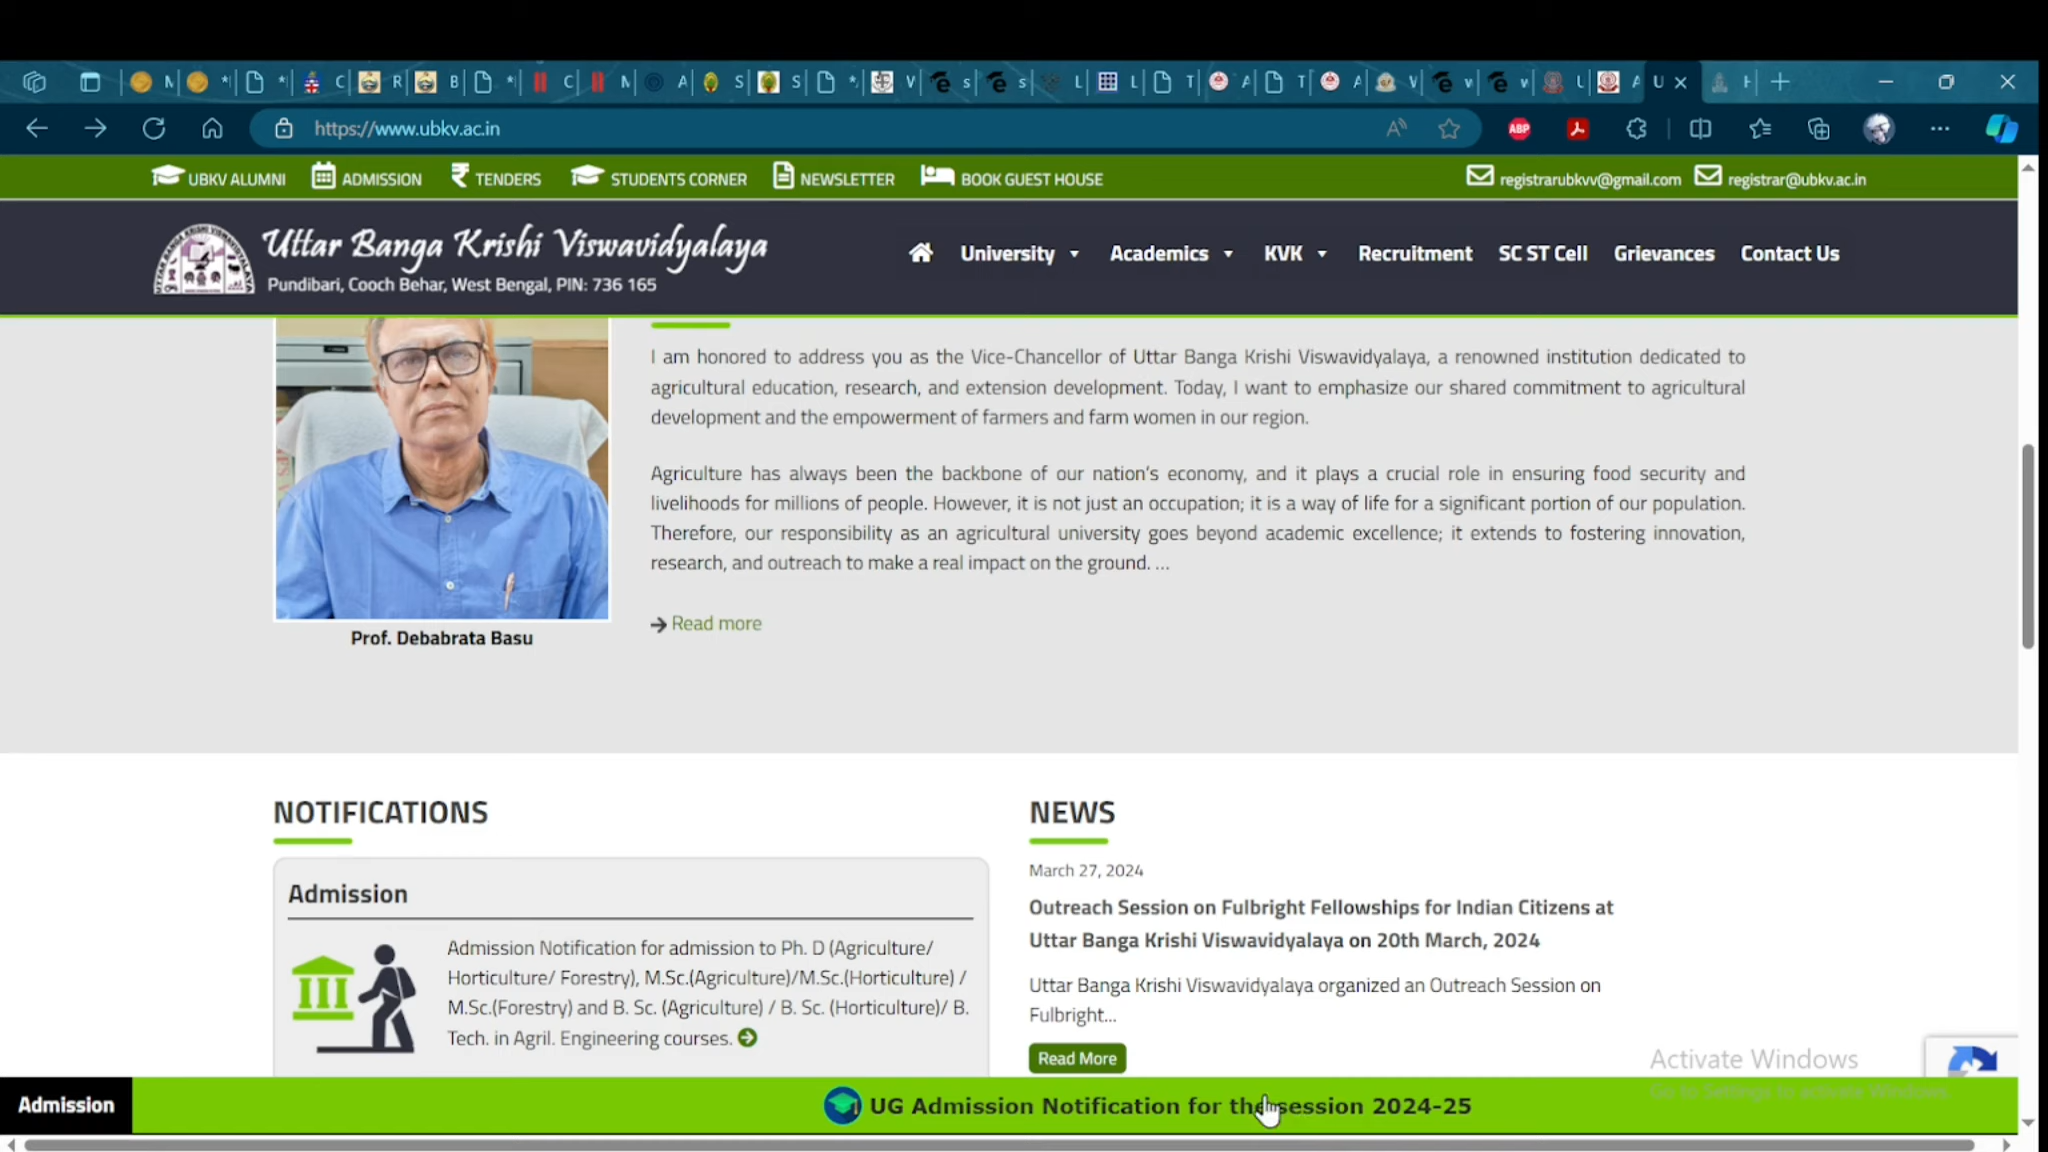 https://www.ubkv.ac.in
UBKV ALUMNI ADMISSION TENDERS STUDENTS CORNER NEWSLETTER BOOK GUEST HOUSE registrarubkvv@gmail.com registrar@ubkv.ac.in
Uttar Banga Krishi Viswavidyalaya
Pundibari, Cooch Behar, West Bengal, PIN: 736 165
University Academics KVK Recruitment SC ST Cell Grievances Contact Us
I am honored to address you as the Vice-Chancellor of Uttar Banga Krishi Viswavidyalaya, a renowned institution dedicated to
agricultural education, research, and extension development. Today, I want to emphasize our shared commitment to agricultural
development and the empowerment of farmers and farm women in our region.
Agriculture has always been the backbone of our nation's economy, and it plays a crucial role in ensuring food security and
livelihoods for millions of people. However, it is not just an occupation; it is a way of life for a significant portion of our population.
Therefore, our responsibility as an agricultural university goes beyond academic excellence; it extends to fostering innovation,
research, and outreach to make a real impact on the ground. ...
Read more
Prof. Debabrata Basu
NOTIFICATIONS
Admission
Admission Notification for admission to Ph. D (Agriculture/
Horticulture/ Forestry), M.Sc.(Agriculture)/M.Sc.(Horticulture) /
M.Sc.(Forestry) and B. Sc. (Agriculture) / B. Sc. (Horticulture)/ B.
Tech. in Agril. Engineering courses.
NEWS
March 27, 2024
Outreach Session on Fulbright Fellowships for Indian Citizens at
Uttar Banga Krishi Viswavidyalaya on 20th March, 2024
Uttar Banga Krishi Viswavidyalaya organized an Outreach Session on
Fulbright...
Read More
Activate Windows
Go to Settings to activate Windows.
Admission
UG Admission Notification for the session 2024-25